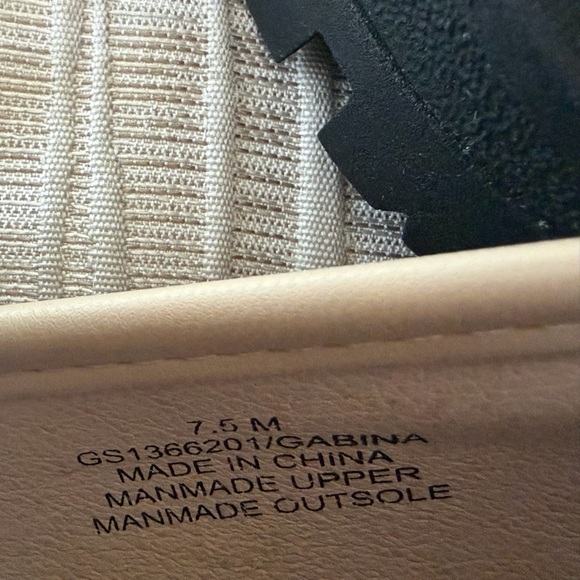 7.5 M
GS1366201/GABINA
MADE IN CHINA
MANMADE UPPER
MANMADE OUTSOLE